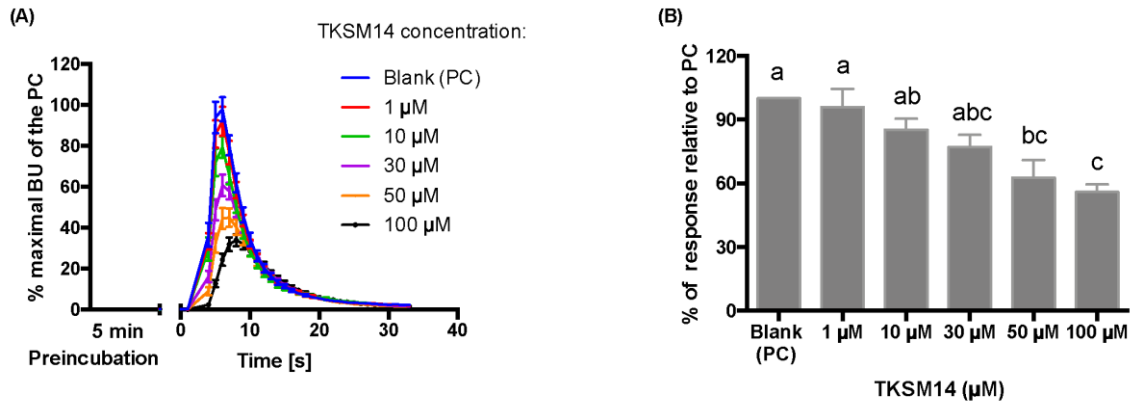 (A)
TKSM14 concentration:
Blank (PC)
1 µM
10 µM
30 µM
50 µM
100 µM
% maximal BU of the PC
120
100
80
60
40
20
0
5 min
Preincubation
0 10 20 30 40
Time [s]
(B)
% of response relative to PC
120
90
60
30
0
a a ab abc bc c
Blank (PC) 1 µM 10 µM 30 µM 50 µM 100 µM
TKSM14 (µM)